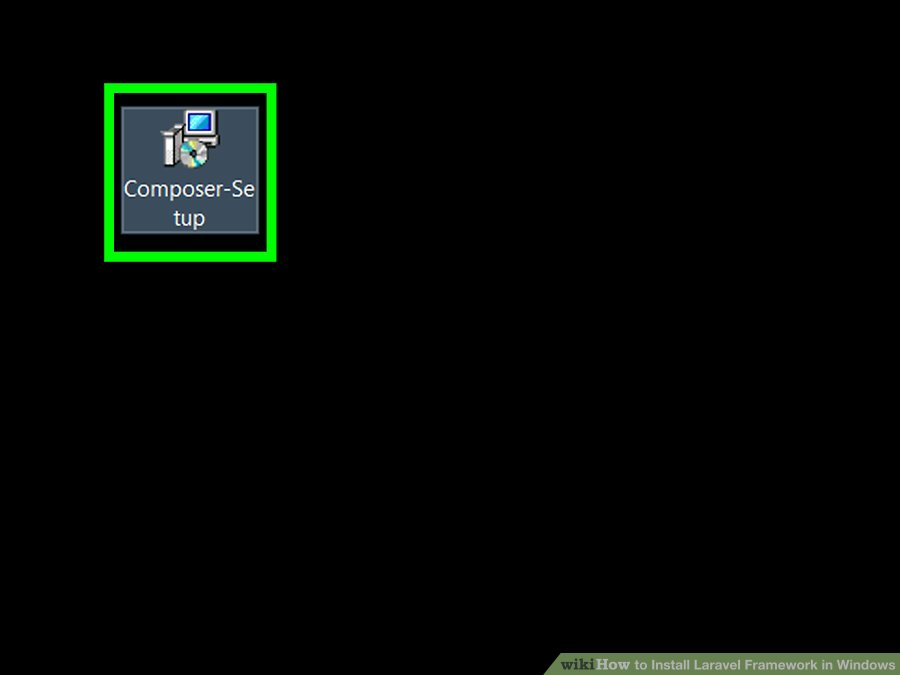 Composer-Se
tup
wikiHow to Install Laravel Framework in Windows